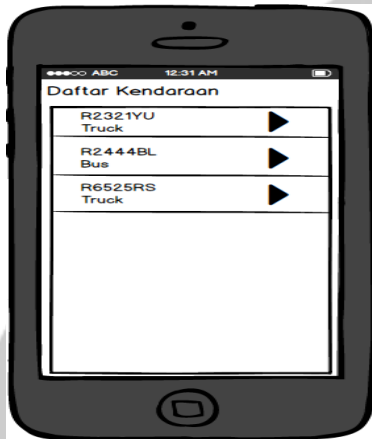 ABC 12:31 AM
Daftar Kendaraan
R2321YU
Truck
R2444BL
Bus
R6525RS
Truck